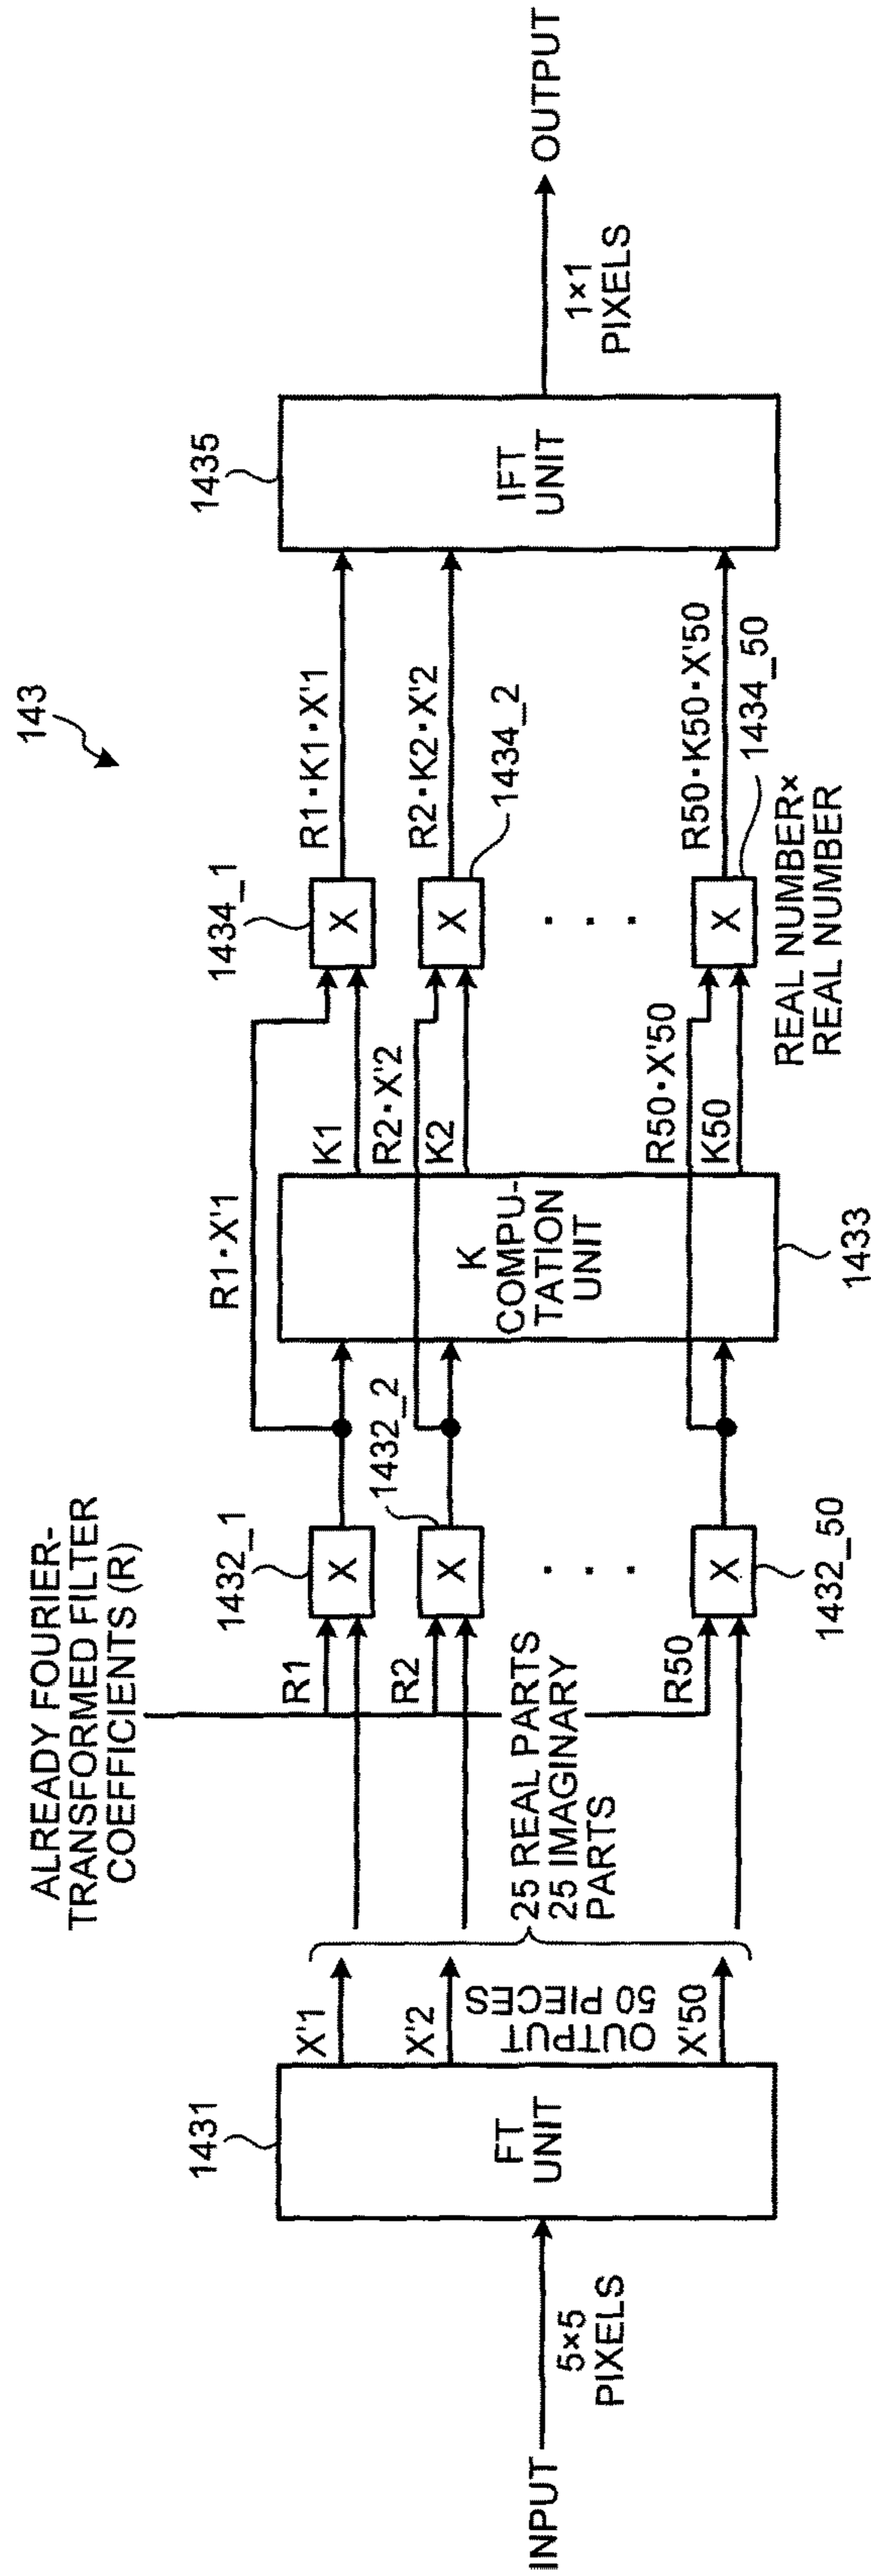 143
INPUT
5×5
PIXELS
1431
FT
UNIT
X'1
X'2
X'50
OUTPUT
50 PIECES
25 REAL PARTS
25 IMAGINARY
PARTS
ALREADY FOURIER-
TRANSFORMED FILTER
COEFFICIENTS (R)
R1
R2
R50
1432_1
X
1432_2
X
. . .
1432_50
X
R1·X'1
K1
R2·X'2
K2
R50·X'50
K50
K
COMPU-
TATION
UNIT
1433
1434_1
X
1434_2
X
. . .
1434_50
X
REAL NUMBER×
REAL NUMBER
R1·K1·X'1
R2·K2·X'2
R50·K50·X'50
1435
IFT
UNIT
1×1
PIXELS
OUTPUT